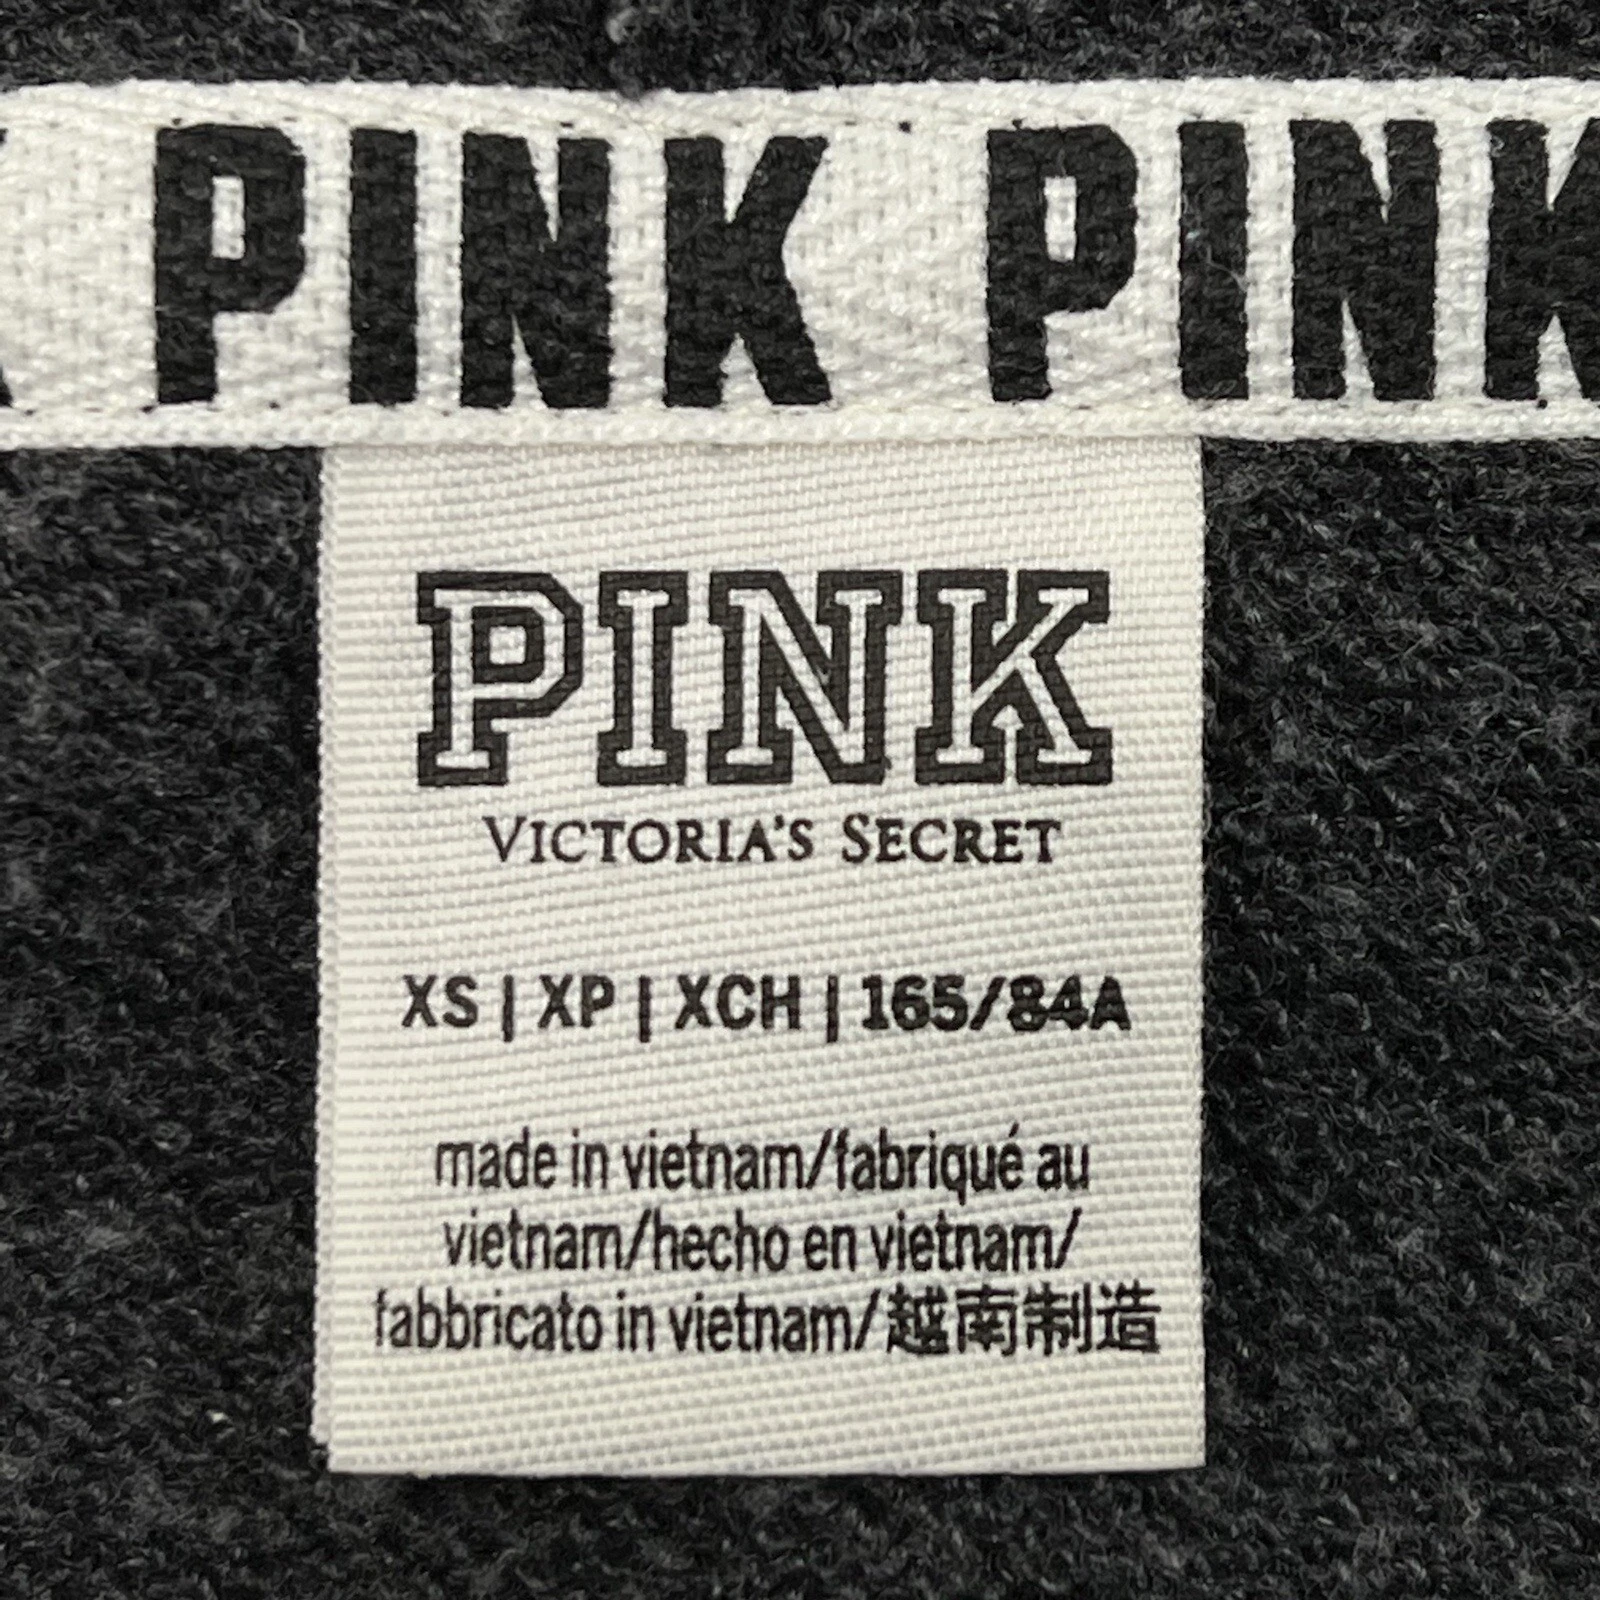 K PINK PINK
PINK
VICTORIA'S SECRET
XS | XP | XCH | 165/84A
made in vietnam/fabriqué au
vietnam/hecho en vietnam/
fabbricato in vietnam/越南制造